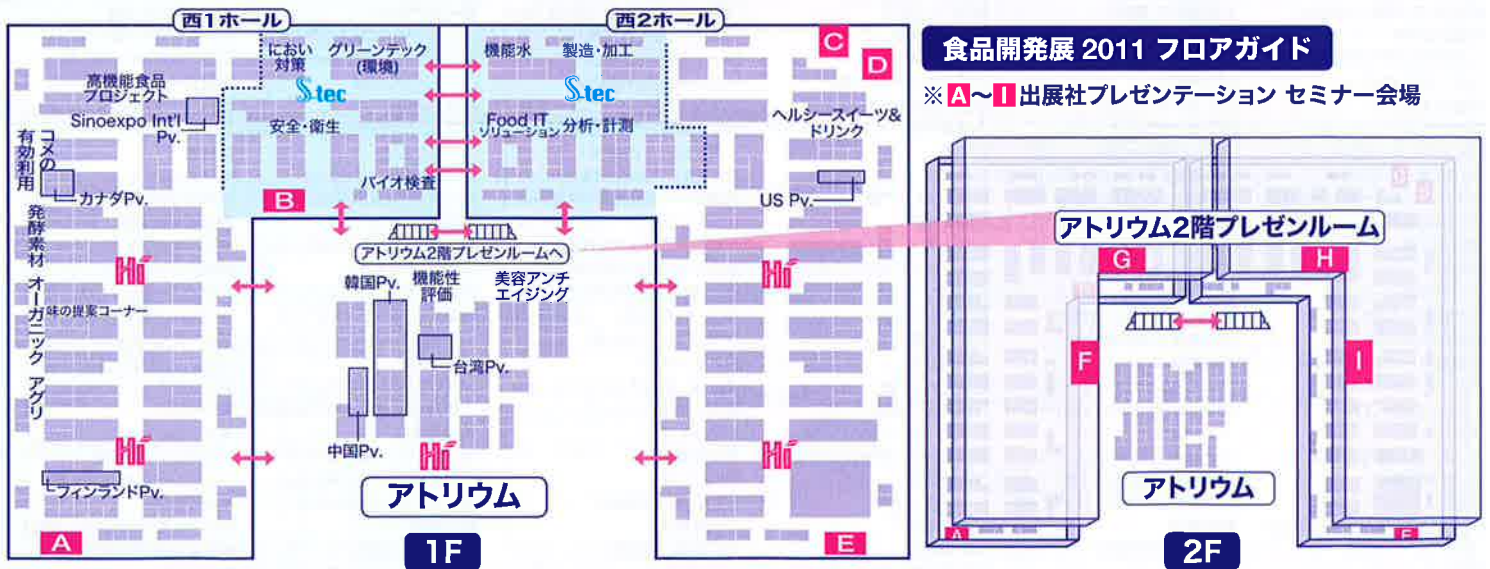 西1ホール
西2ホール
食品開発展 2011 フロアガイド
※A～I出展社プレゼンテーション セミナー会場
におい
対策
グリーンテック
(環境)
S-tec
安全・衛生
バイオ検査
B
機能水
製造・加工
S-tec
Food IT
ソリューション
分析・計測
C
D
ヘルシースイーツ&
ドリンク
US Pv.
高機能食品
プロジェクト
Sinoexpo Int'l
Pv.
コメの
有効利用
カナダPv.
発酵素材
オーガニック
アグリ
味の提案コーナー
Hi
Hi
フィンランドPv.
A
アトリウム2階プレゼンルームへ
韓国Pv.
機能性
評価
美容アンチ
エイジング
台湾Pv.
中国Pv.
Hi
アトリウム
1F
Hi
Hi
E
アトリウム2階プレゼンルーム
G
H
F
I
アトリウム
A
E
2F